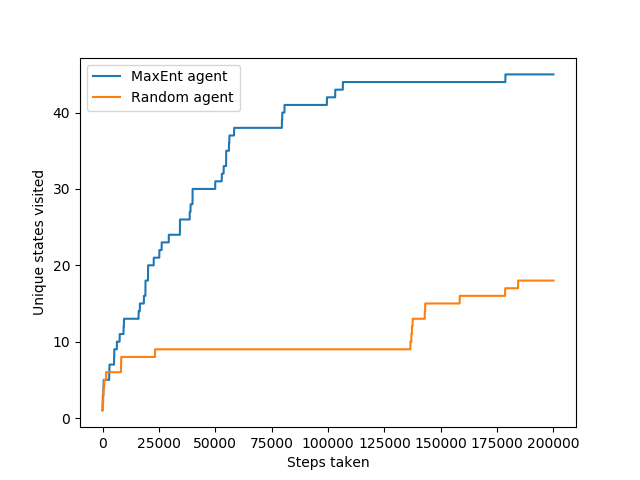 MaxEnt agent
Random agent
Unique states visited
40
30
20
10
0
0 25000 50000 75000 100000 125000 150000 175000 200000
Steps taken